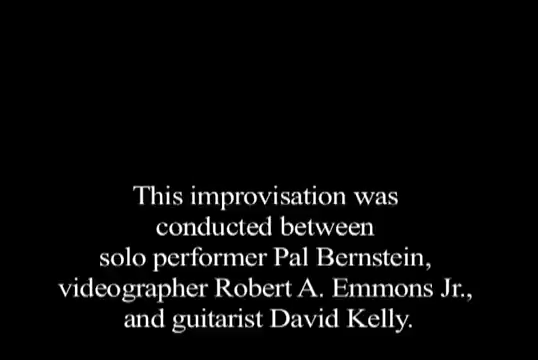 This improvisation was
conducted between
solo performer Pal Bernstein,
videographer Robert A. Emmons Jr.,
and guitarist David Kelly.